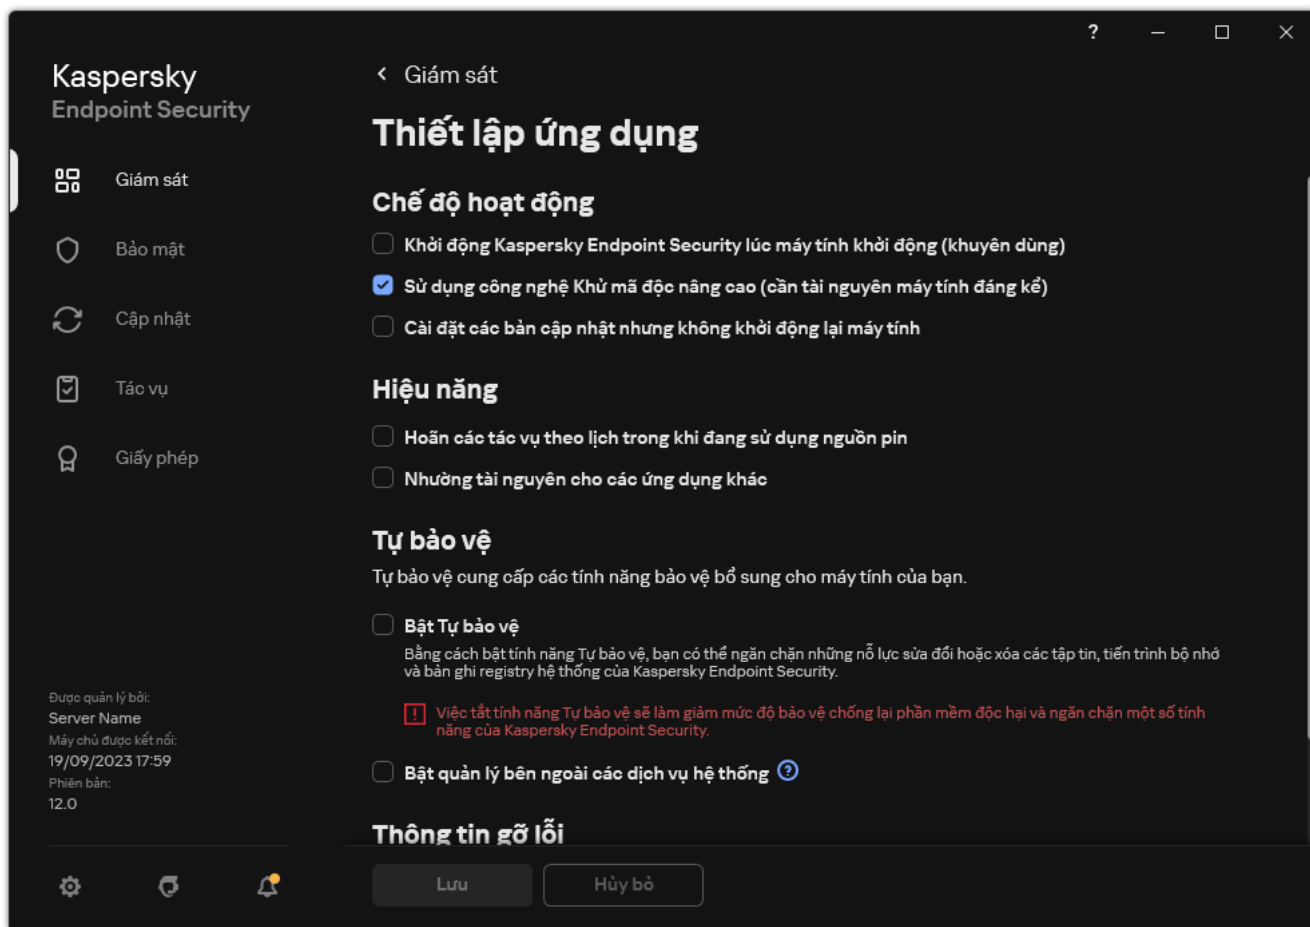 Kaspersky
Endpoint Security
Giám sát
Bảo mật
Cập nhật
Tác vụ
Giấy phép
Được quản lý bởi:
Server Name
Máy chủ được kết nối:
19/09/2023 17:59
Phiên bản:
12.0
?
Giám sát
Thiết lập ứng dụng
Chế độ hoạt động
Khởi động Kaspersky Endpoint Security lúc máy tính khởi động (khuyên dùng)
Sử dụng công nghệ Khử mã độc nâng cao (cần tài nguyên máy tính đáng kể)
Cài đặt các bản cập nhật nhưng không khởi động lại máy tính
Hiệu năng
Hoãn các tác vụ theo lịch trong khi đang sử dụng nguồn pin
Nhường tài nguyên cho các ứng dụng khác
Tự bảo vệ
Tự bảo vệ cung cấp các tính năng bảo vệ bổ sung cho máy tính của bạn.
Bật Tự bảo vệ
Bằng cách bật tính năng Tự bảo vệ, bạn có thể ngăn chặn những nỗ lực sửa đổi hoặc xóa các tập tin, tiến trình bộ nhớ
và bản ghi registry hệ thống của Kaspersky Endpoint Security.
! Việc tắt tính năng Tự bảo vệ sẽ làm giảm mức độ bảo vệ chống lại phần mềm độc hại và ngăn chặn một số tính
năng của Kaspersky Endpoint Security.
Bật quản lý bên ngoài các dịch vụ hệ thống ?
Thông tin gỡ lỗi
Lưu
Hủy bỏ